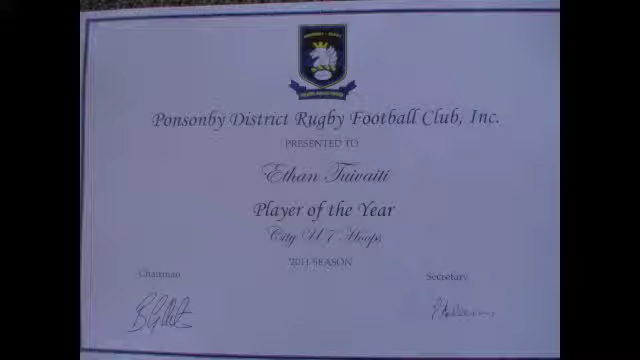 Ponsonby District Rugby Football Club, Inc.
PRESENTED TO
Ethan Tuivaiti
Player of the Year
City U7 Hoops
2011 SEASON
Chairman
Secretary